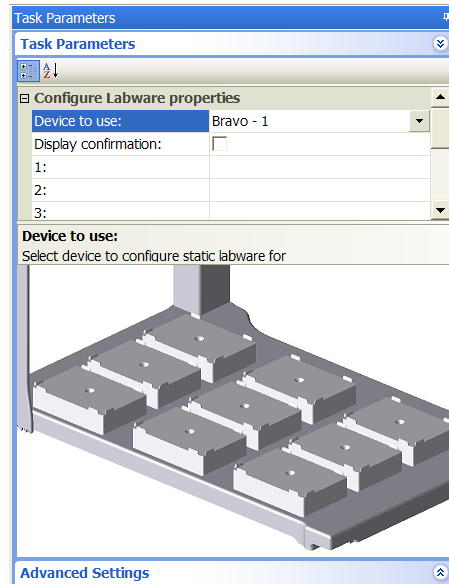 Task Parameters
Task Parameters
Configure Labware properties
Device to use: Bravo - 1
Display confirmation:
1:
2:
3:
Device to use:
Select device to configure static labware for
Advanced Settings